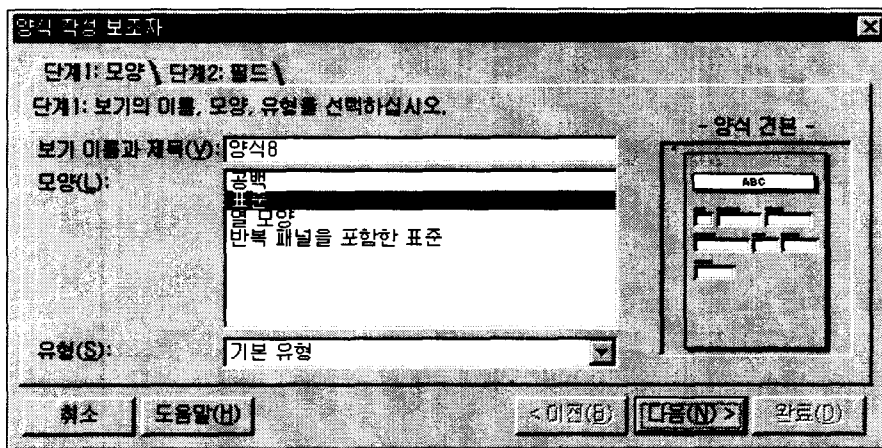 양식 작성 보조자
단계1: 모양 \ 단계2: 필드 \
단계1: 보기의 이름, 모양, 유형을 선택하십시오.
- 양식 견본 -
보기 이름과 제목(V): 양식8
ABC
모양(L):
공백
표준
열 모양
반복 패널을 포함한 표준
유형(S): 기본 유형
취소 도움말(H) <이전(B) 다음(N) > 완료(D)